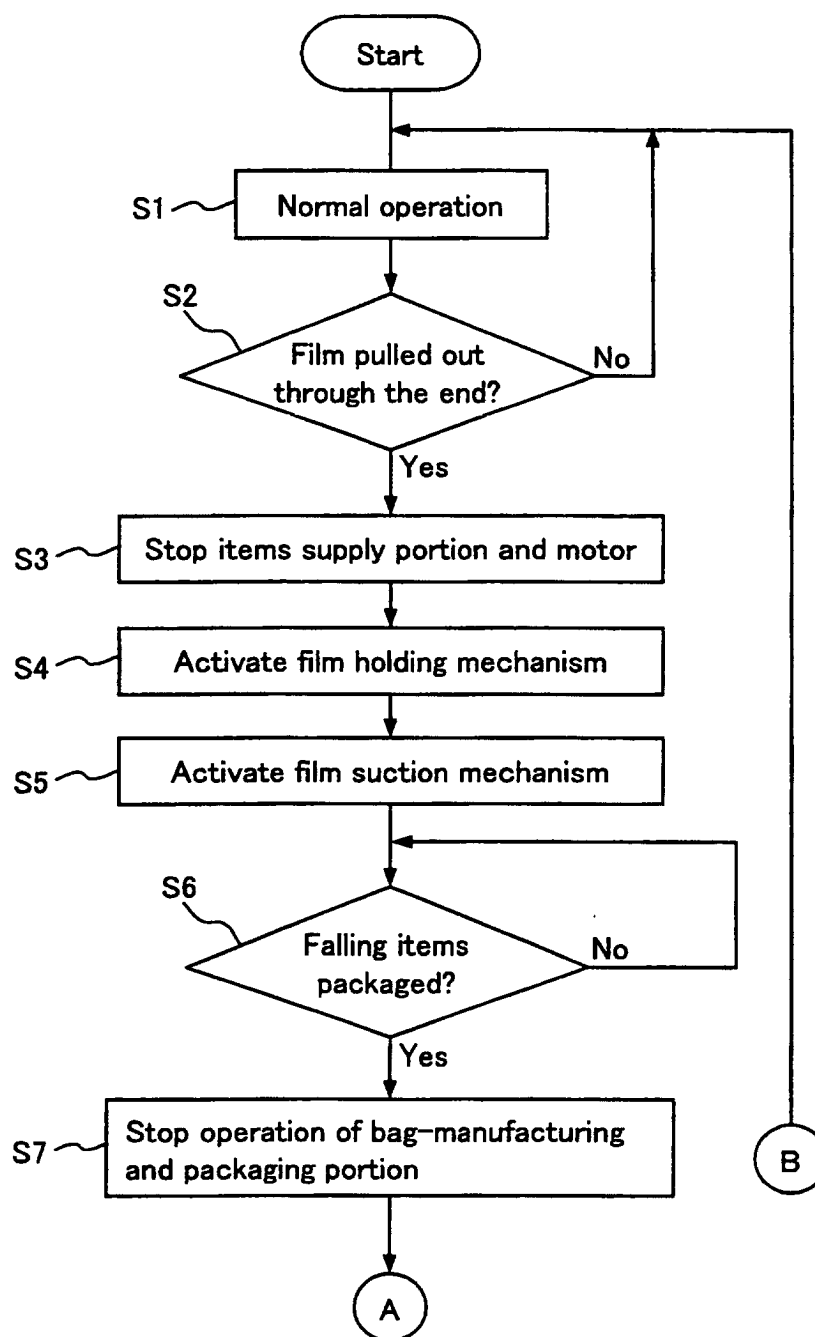 Start
S1
Normal operation
S2
Film pulled out
through the end?
No
Yes
S3
Stop items supply portion and motor
S4
Activate film holding mechanism
S5
Activate film suction mechanism
S6
Falling items
packaged?
No
Yes
S7
Stop operation of bag-manufacturing
and packaging portion
B
A